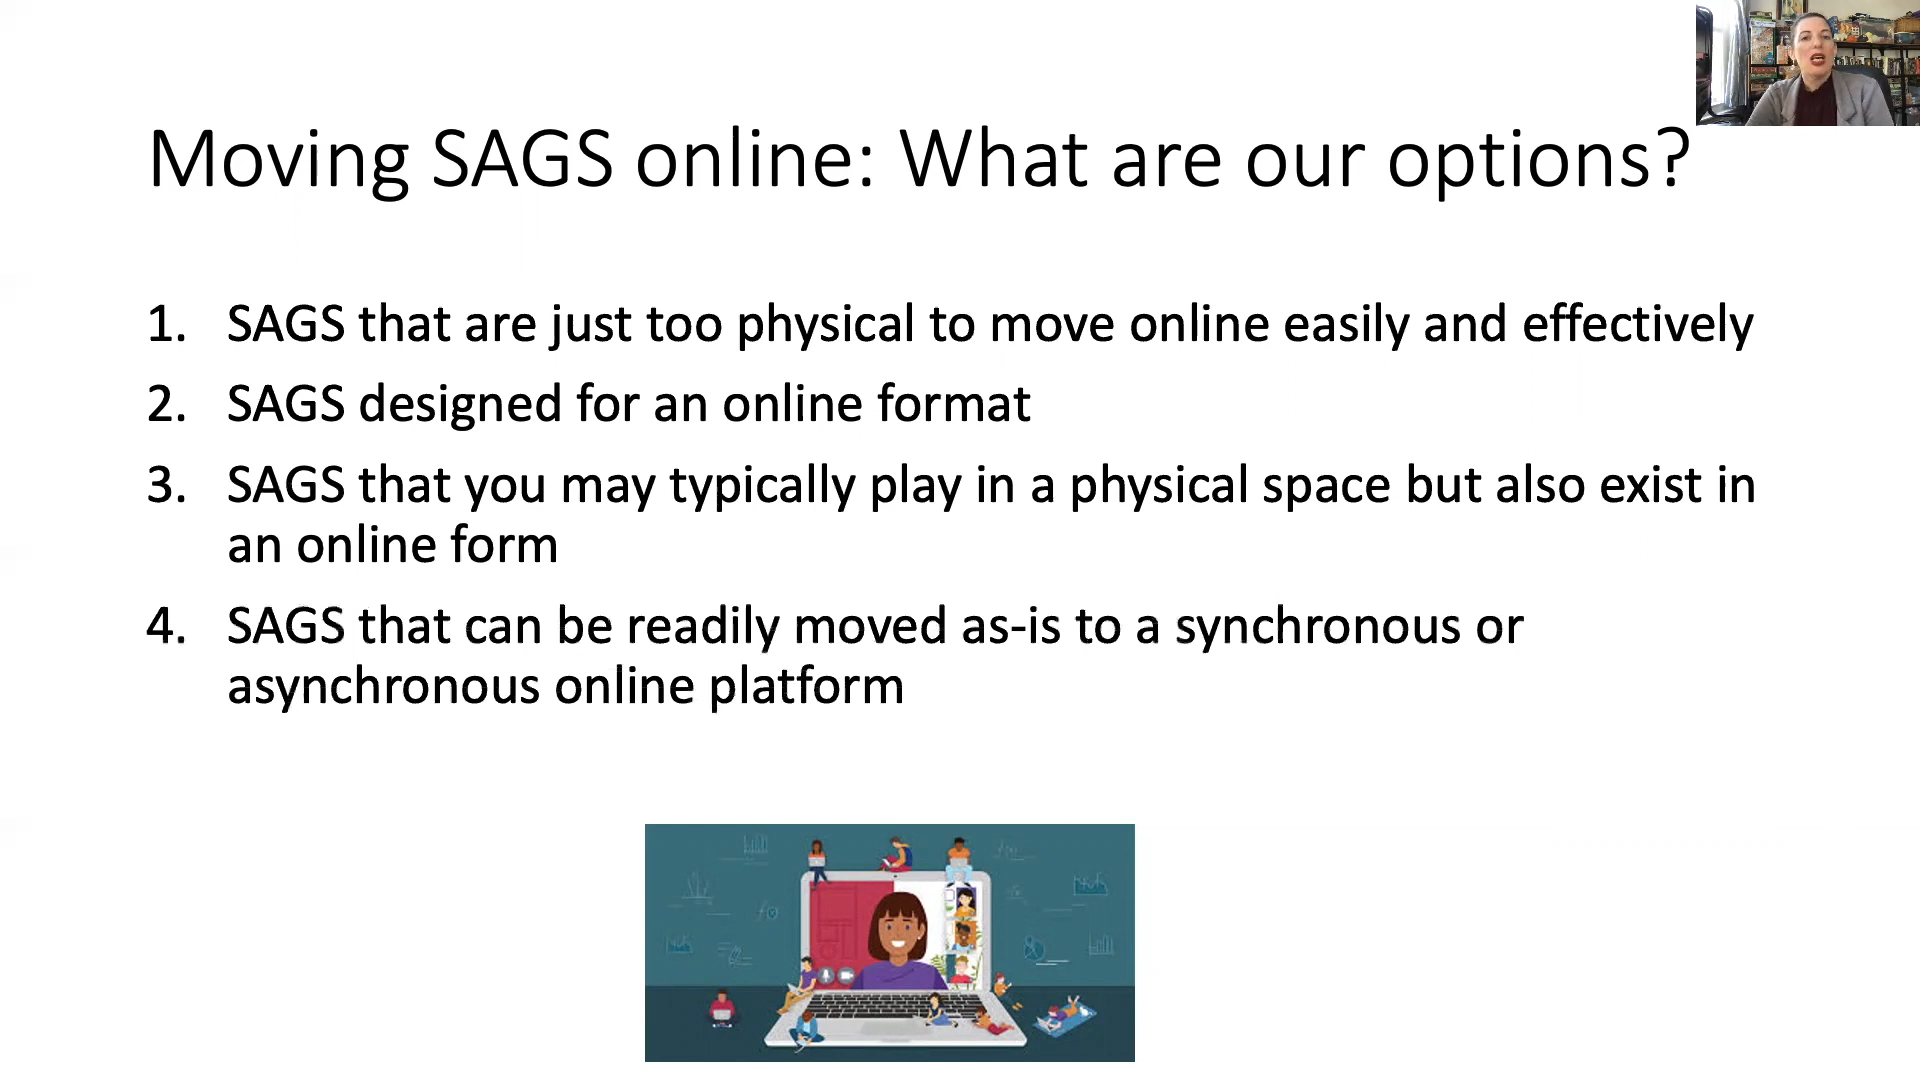 Moving SAGS online: What are our options?
1. SAGS that are just too physical to move online easily and effectively
2. SAGS designed for an online format
3. SAGS that you may typically play in a physical space but also exist in
an online form
4. SAGS that can be readily moved as-is to a synchronous or
asynchronous online platform